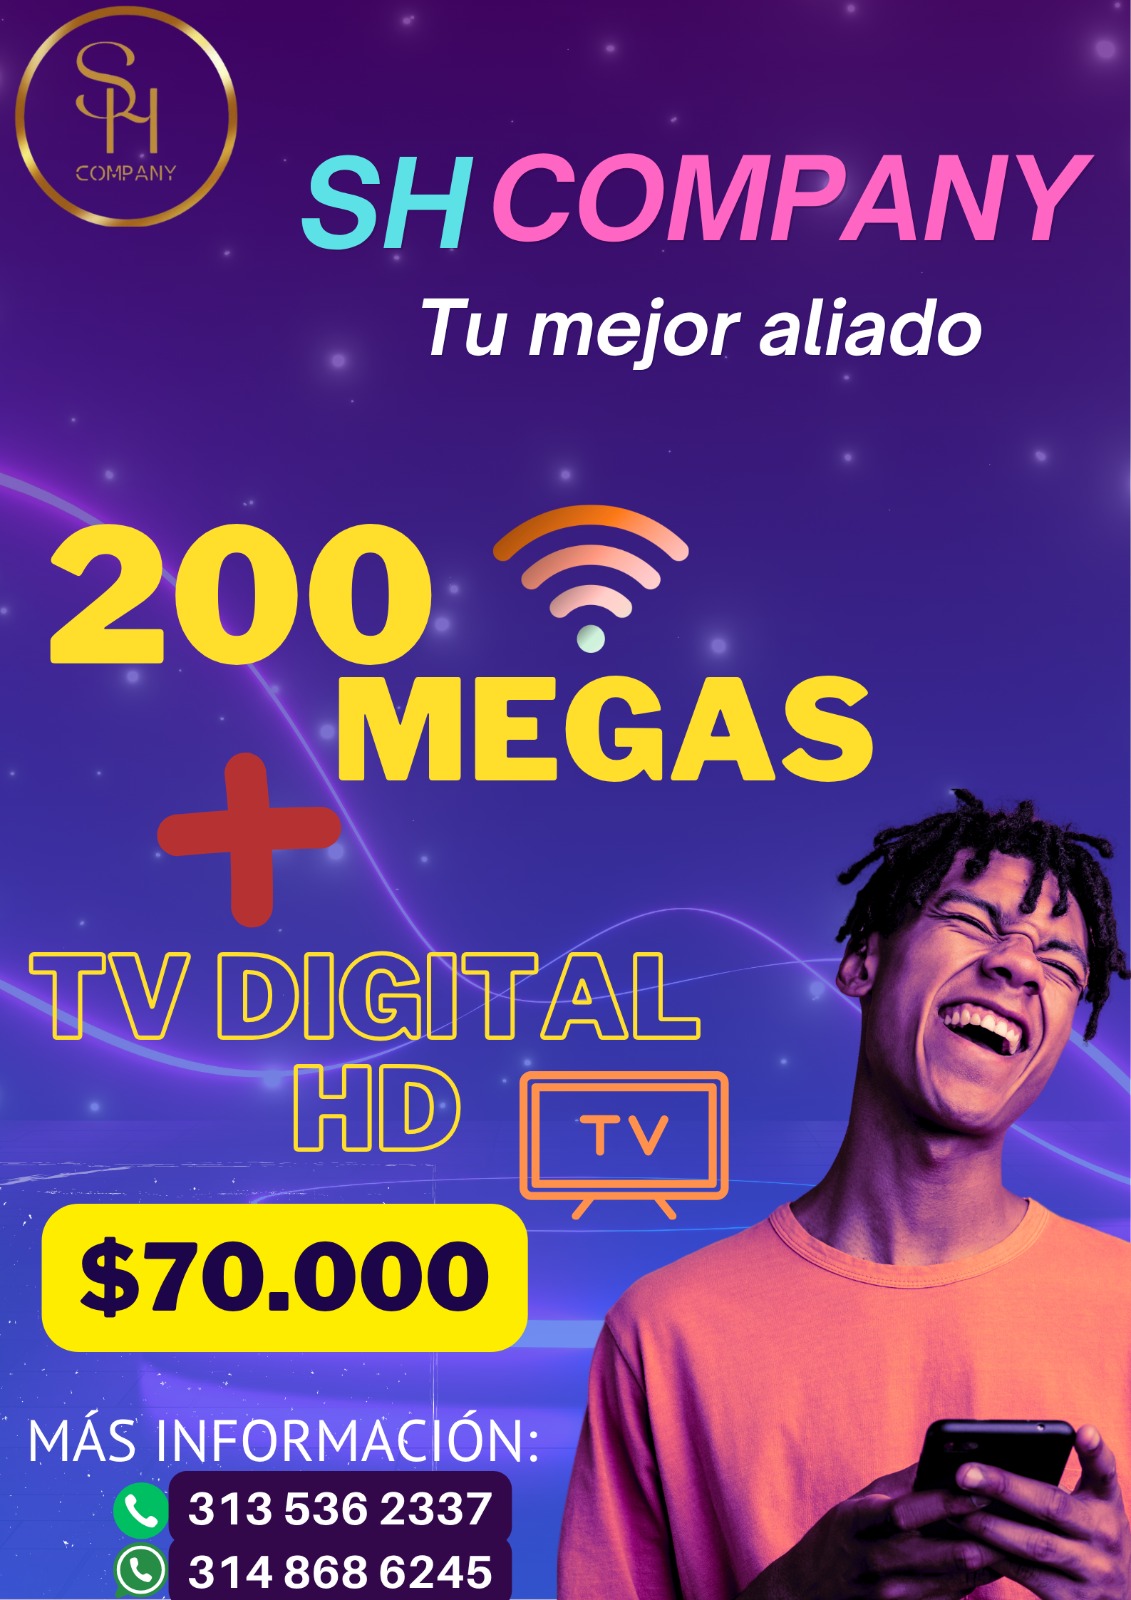 SH
COMPANY
SH COMPANY
Tu mejor aliado
200
MEGAS
TV DIGITAL
HD
TV
$70.000
MÁS INFORMACIÓN:
313 536 2337
314 868 6245